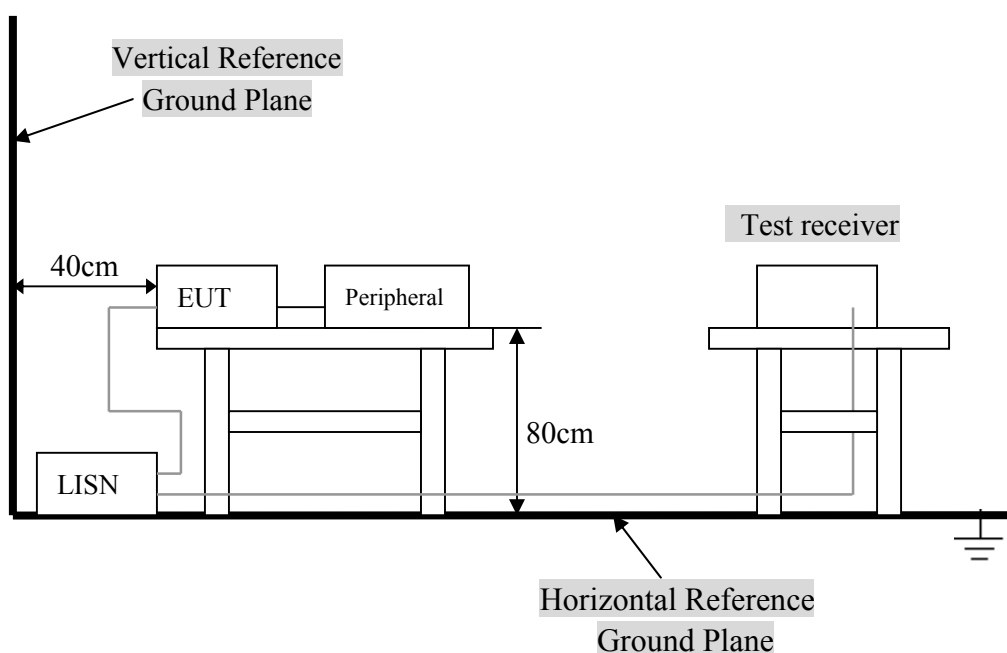 Vertical Reference
Ground Plane
Test receiver
40cm
EUT
Peripheral
80cm
LISN
Horizontal Reference
Ground Plane